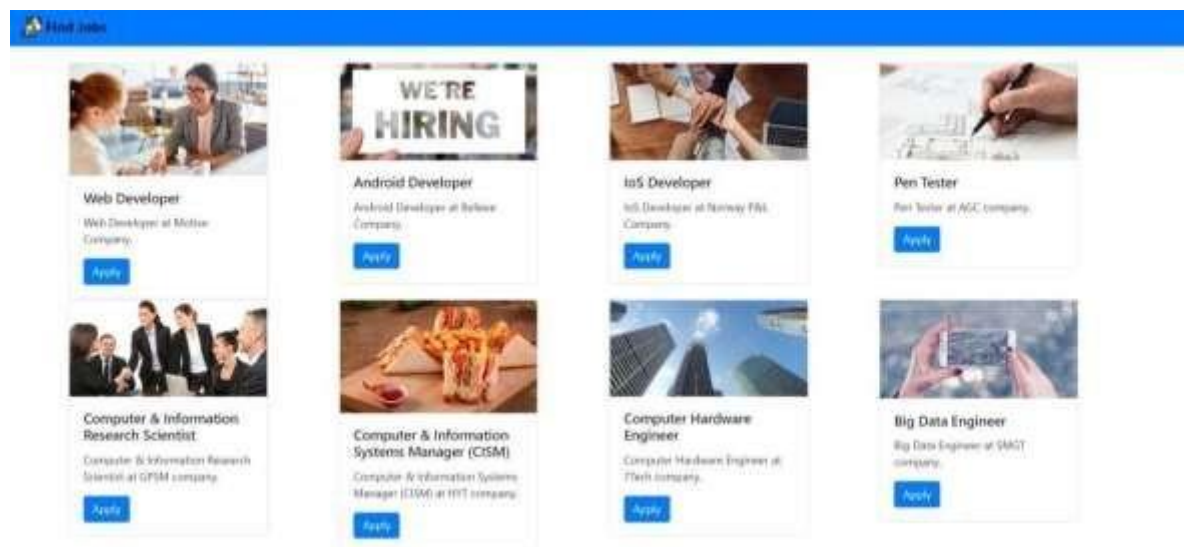 Find Jobs
WE'RE
HIRING
Web Developer
Web Developer at Motive
Company.
Apply
Android Developer
Android Developer at
Company.
Apply
IoS Developer
IoS Developer at Norway P&L
Company.
Apply
Pen Tester
Pen Tester at AGC company.
Apply
Computer & Information
Research Scientist
Computer & Information Research
Scientist at GPSM company.
Apply
Computer & Information
Systems Manager (CISM)
Computer & Information Systems
Manager (CISM) at HYT company.
Apply
Computer Hardware
Engineer
Computer Hardware Engineer at
company.
Apply
Big Data Engineer
Big Data Engineer at SMGT
company.
Apply